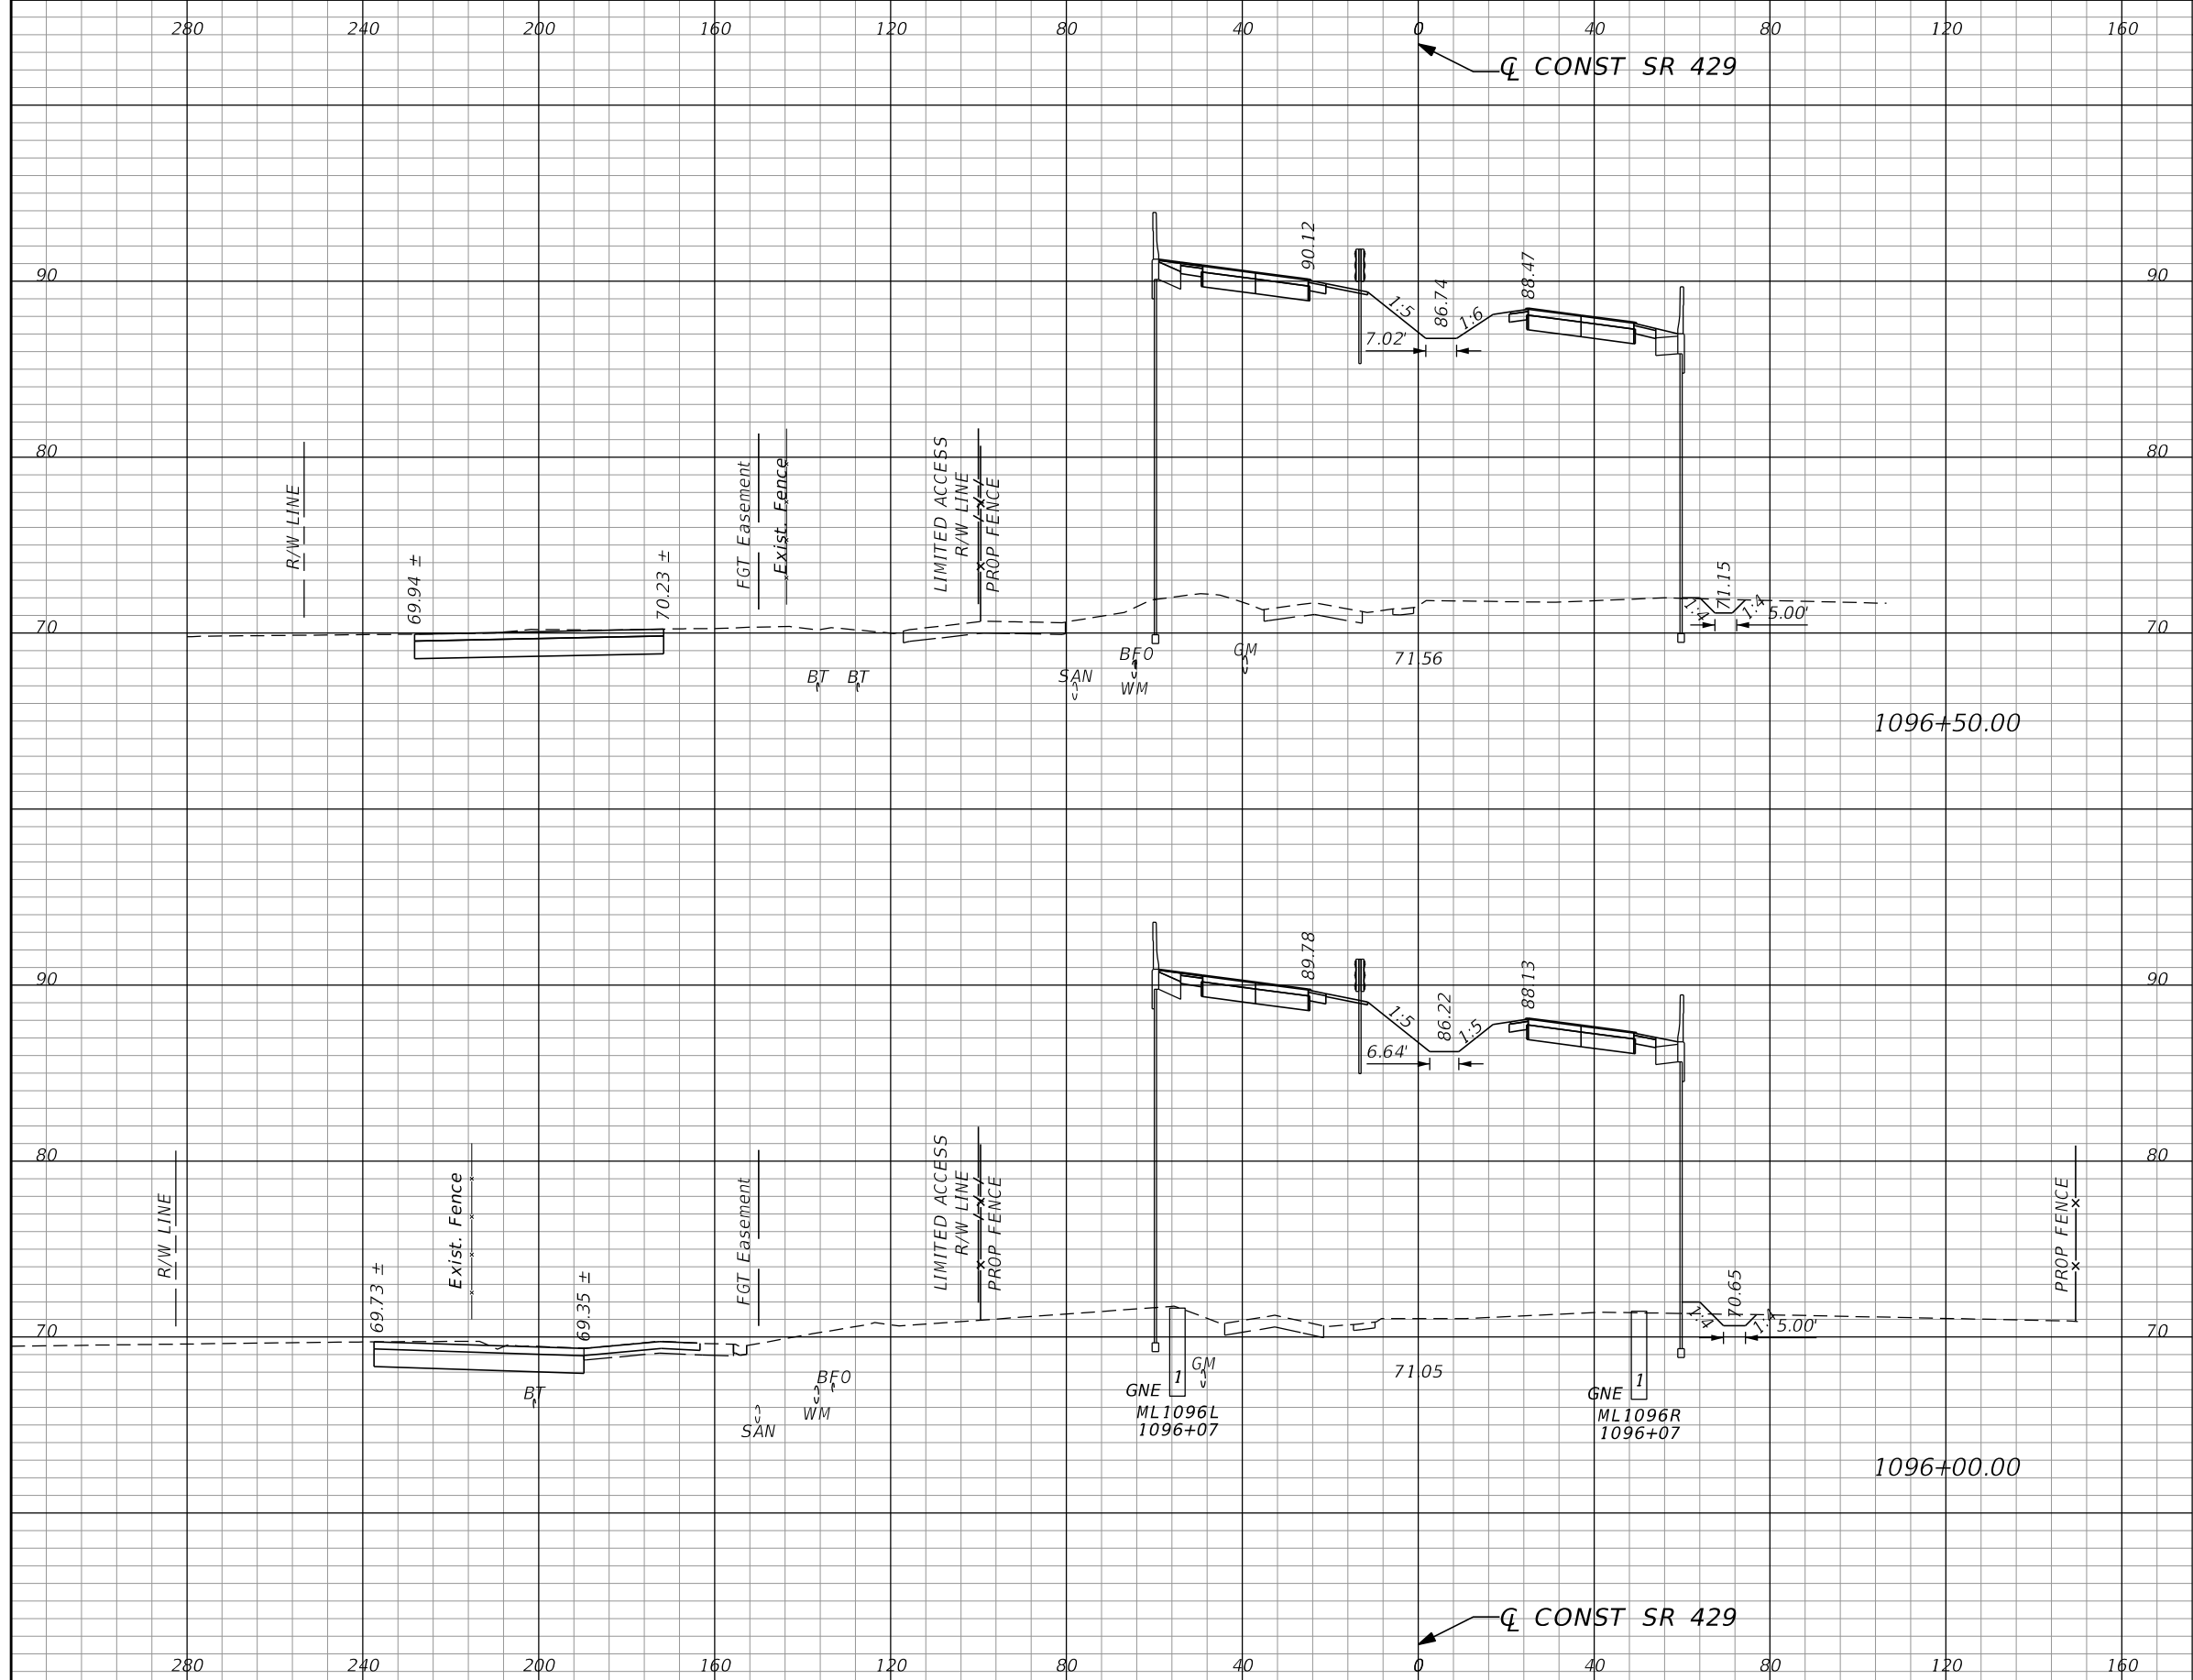 280 240 200 160 120 80 40 0 40 80 120 160
℄ CONST SR 429
90.12
88.47
90 90
86.74
1:5
1:6
7.02'
80 80
R/W LINE
FGT Easement
Exist. Fence
LIMITED ACCESS
R/W LINE
PROP FENCE
69.94 ±
70.23 ±
71.15
1:4
1:4
5.00'
70 70
BT
BT
SAN
BFO
WM
GM
71.56
1096+50.00
89.78
88.13
90 90
86.22
1:5
1:5
6.64'
80 80
R/W LINE
Exist. Fence
FGT Easement
LIMITED ACCESS
R/W LINE
PROP FENCE
PROP FENCE
69.73 ±
69.35 ±
70.65
1:4
1:4
5.00'
70 70
BT
BFO
WM
SAN
GM
71.05
1
GNE
ML1096L
1096+07
1
GNE
ML1096R
1096+07
1096+00.00
℄ CONST SR 429
280 240 200 160 120 80 40 0 40 80 120 160